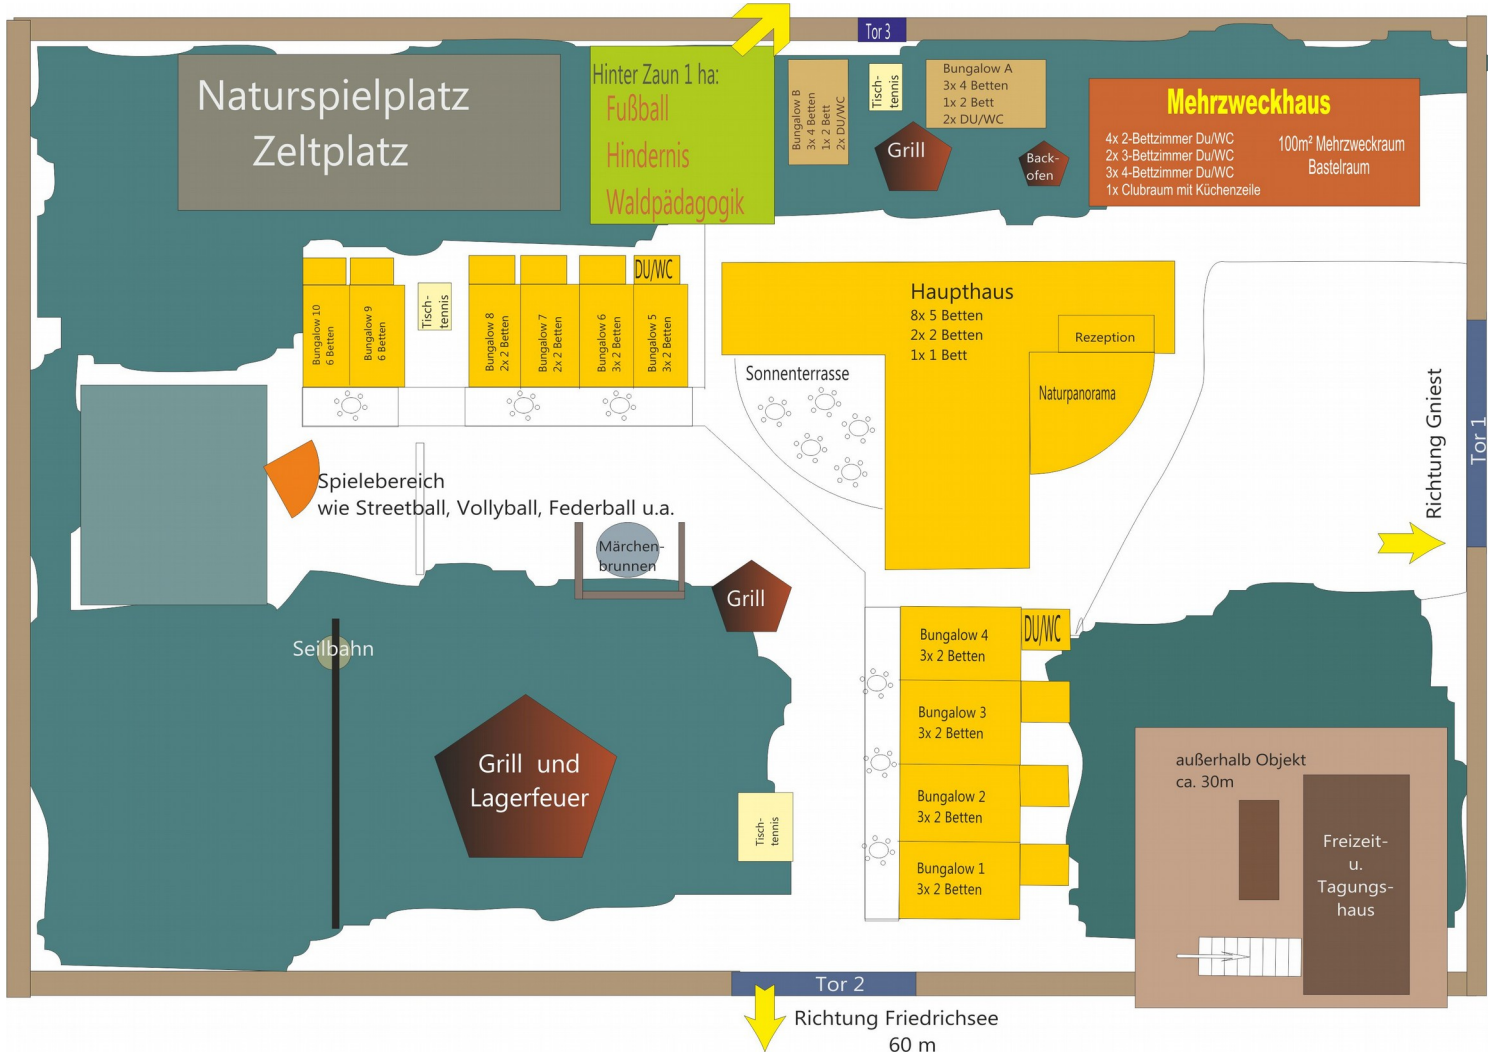 Tor 3
Naturspielplatz
Zeltplatz
Hinter Zaun 1 ha:
Fußball
Hindernis
Waldpädagogik
Bungalow B
3x 4 Betten
1x 2 Bett
2x DU/WC
Tisch-
tennis
Bungalow A
3x 4 Betten
1x 2 Bett
2x DU/WC
Grill
Back-
ofen
Mehrzweckhaus
4x 2-Bettzimmer Du/WC
2x 3-Bettzimmer Du/WC
3x 4-Bettzimmer Du/WC
1x Clubraum mit Küchenzeile
100m² Mehrzweckraum
Bastelraum
Bungalow 10
6 Betten
Bungalow 9
6 Betten
Tisch-
tennis
Bungalow 8
2x 2 Betten
Bungalow 7
2x 2 Betten
Bungalow 6
3x 2 Betten
DU/WC
Bungalow 5
3x 2 Betten
Haupthaus
8x 5 Betten
2x 2 Betten
1x 1 Bett
Rezeption
Sonnenterrasse
Naturpanorama
Richtung Gniest
Tor 1
Spielebereich
wie Streetball, Vollyball, Federball u.a.
Märchen-
brunnen
Grill
Seilbahn
Grill und
Lagerfeuer
Tisch-
tennis
Bungalow 4
3x 2 Betten
DU/WC
Bungalow 3
3x 2 Betten
Bungalow 2
3x 2 Betten
Bungalow 1
3x 2 Betten
außerhalb Objekt
ca. 30m
Freizeit-
u.
Tagungs-
haus
Tor 2
Richtung Friedrichsee
60 m